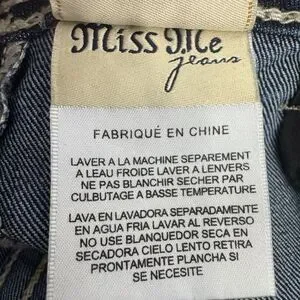 Miss Me
jeans
FABRIQUÉ EN CHINE
LAVER A LA MACHINE SEPAREMENT
A LEAU FROIDE LAVER A LENVERS
NE PAS BLANCHIR SECHER PAR
CULBUTAGE A BASSE TEMPERATURE
LAVA EN LAVADORA SEPARADAMENTE
EN AGUA FRIA LAVAR AL REVERSO
NO USE BLANQUEDOR SECA EN
SECADORA CIELO LENTO RETIRA
PRONTAMENTE PLANCHA SI
SE NECESITE